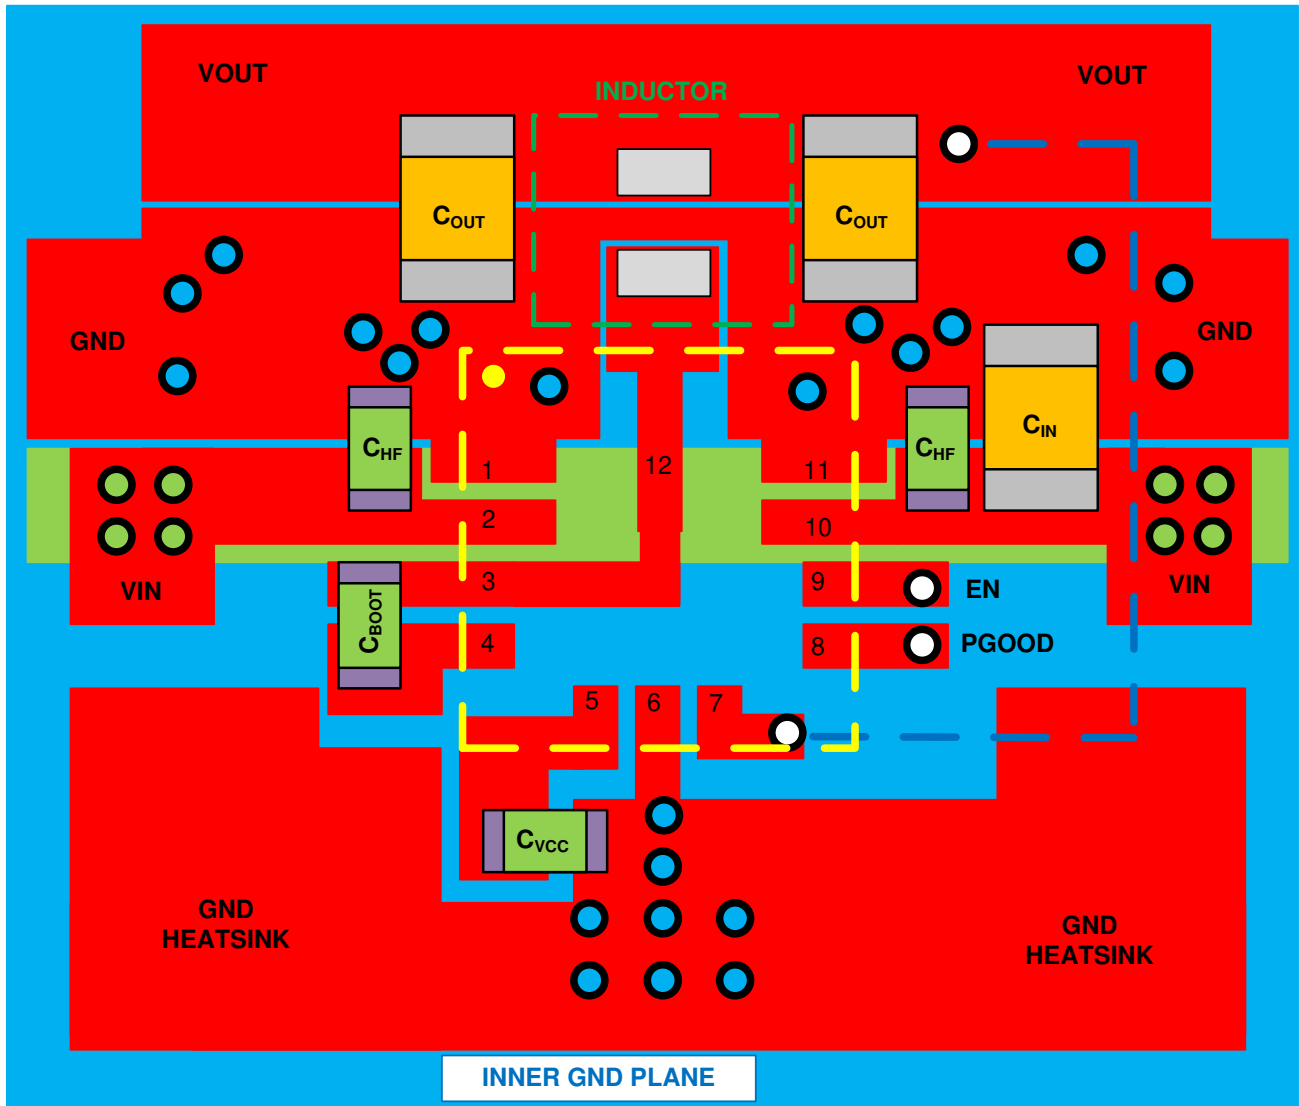 VOUT
VOUT
INDUCTOR
COUT
COUT
GND
GND
CIN
CHF
CHF
1
12
11
2
10
VIN
3
9
EN
VIN
CBOOT
4
8
PGOOD
5
6
7
CVCC
GND
HEATSINK
GND
HEATSINK
INNER GND PLANE